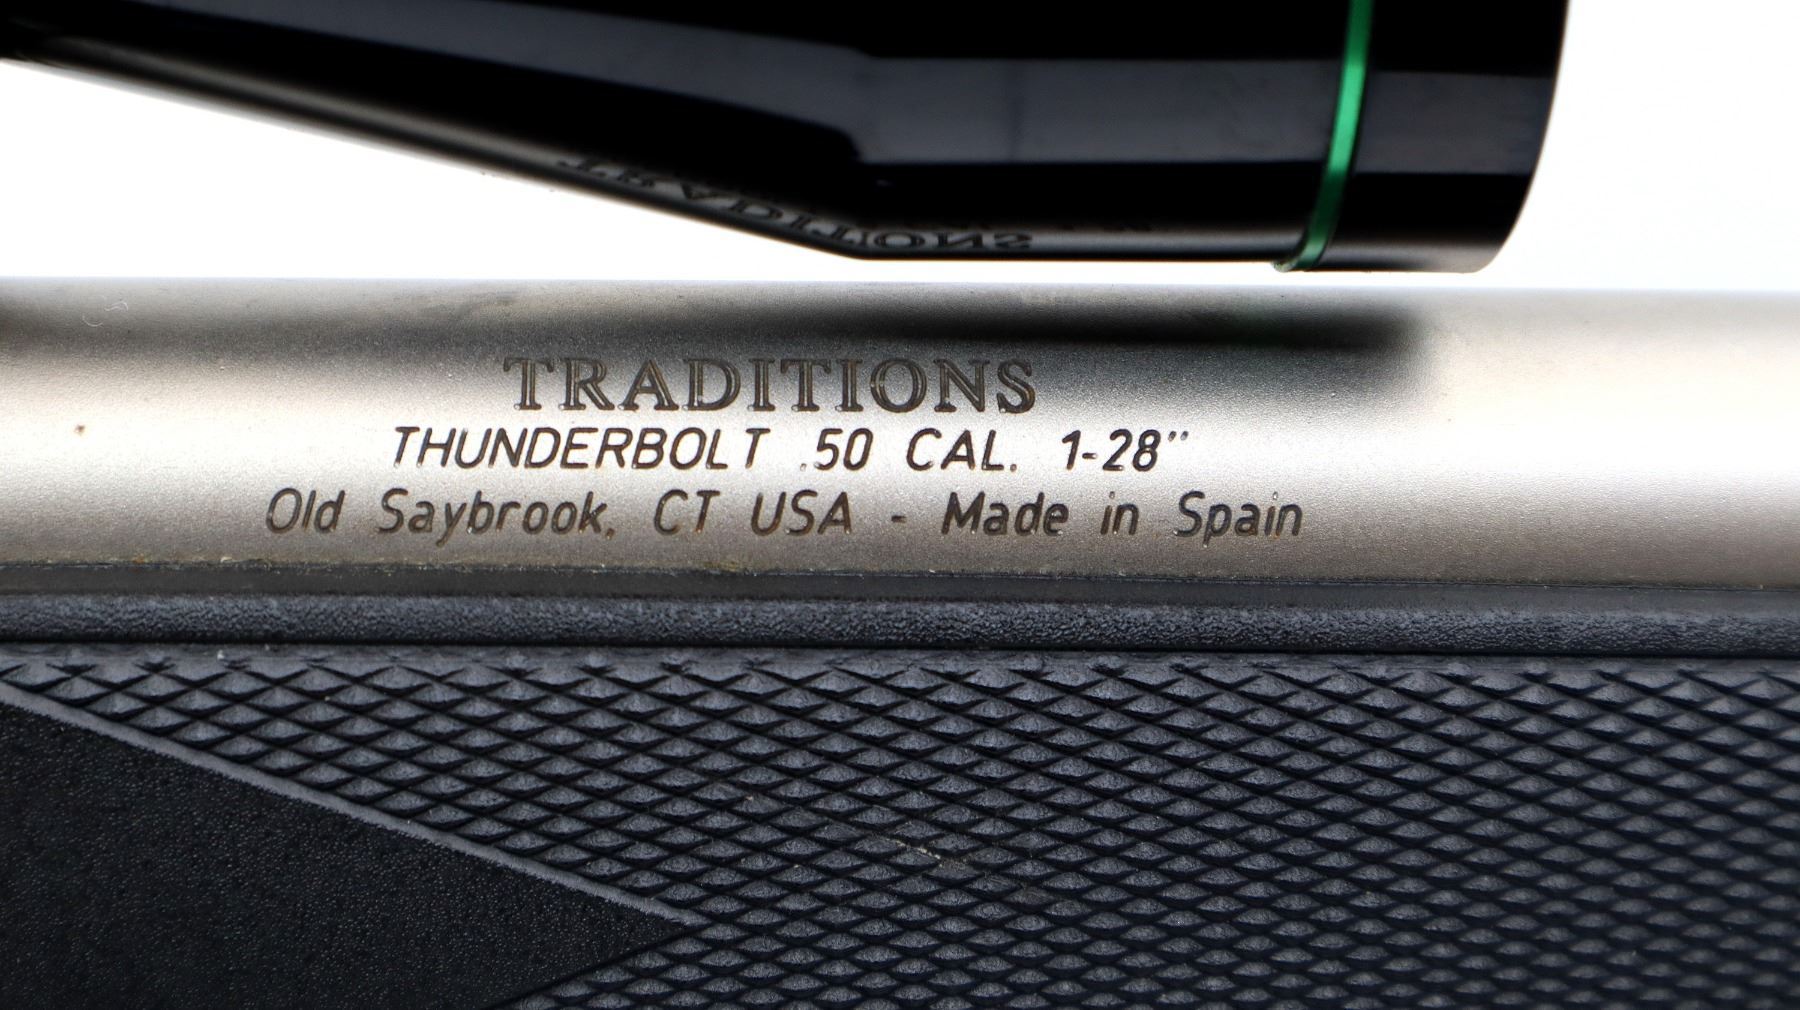 TRADITIONS
THUNDERBOLT .50 CAL. 1-28"
Old Saybrook, CT USA - Made in Spain